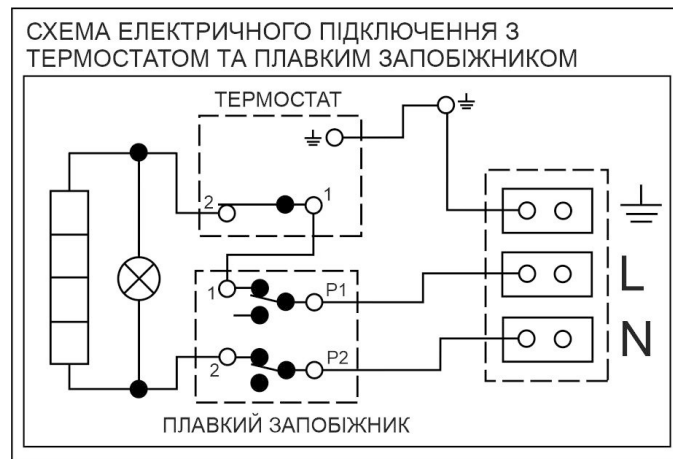 СХЕМА ЕЛЕКТРИЧНОГО ПІДКЛЮЧЕННЯ З
ТЕРМОСТАТОМ ТА ПЛАВКИМ ЗАПОБІЖНИКОМ
ТЕРМОСТАТ
2
1
1
P1
L
N
2
P2
ПЛАВКИЙ ЗАПОБІЖНИК